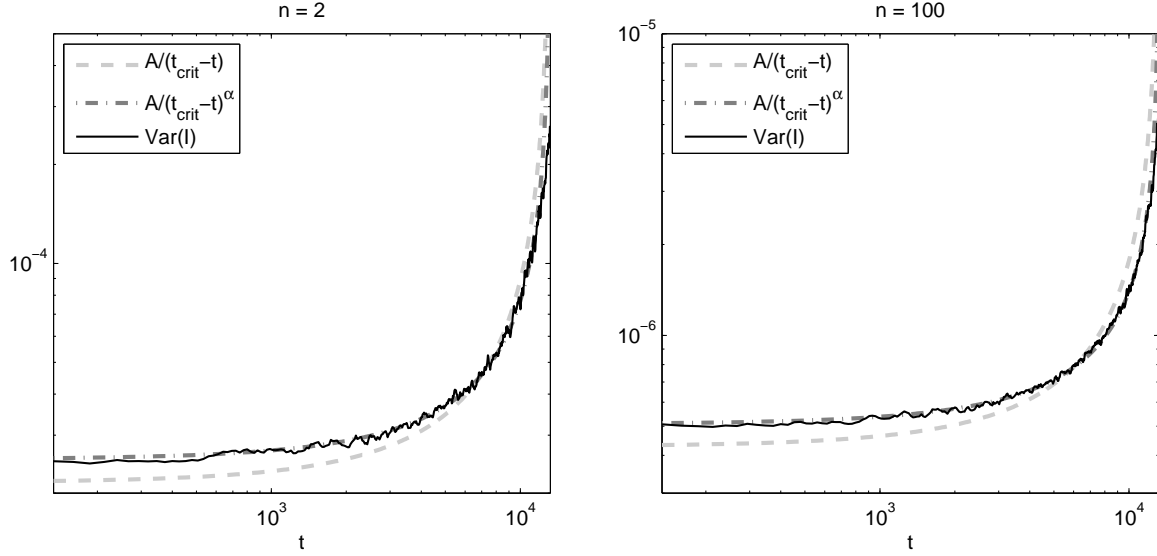 n = 2
A/(t_crit−t)
A/(t_crit−t)^α
Var(I)
10^−4
10^3
10^4
t
n = 100
10^−5
A/(t_crit−t)
A/(t_crit−t)^α
Var(I)
10^−6
10^3
10^4
t